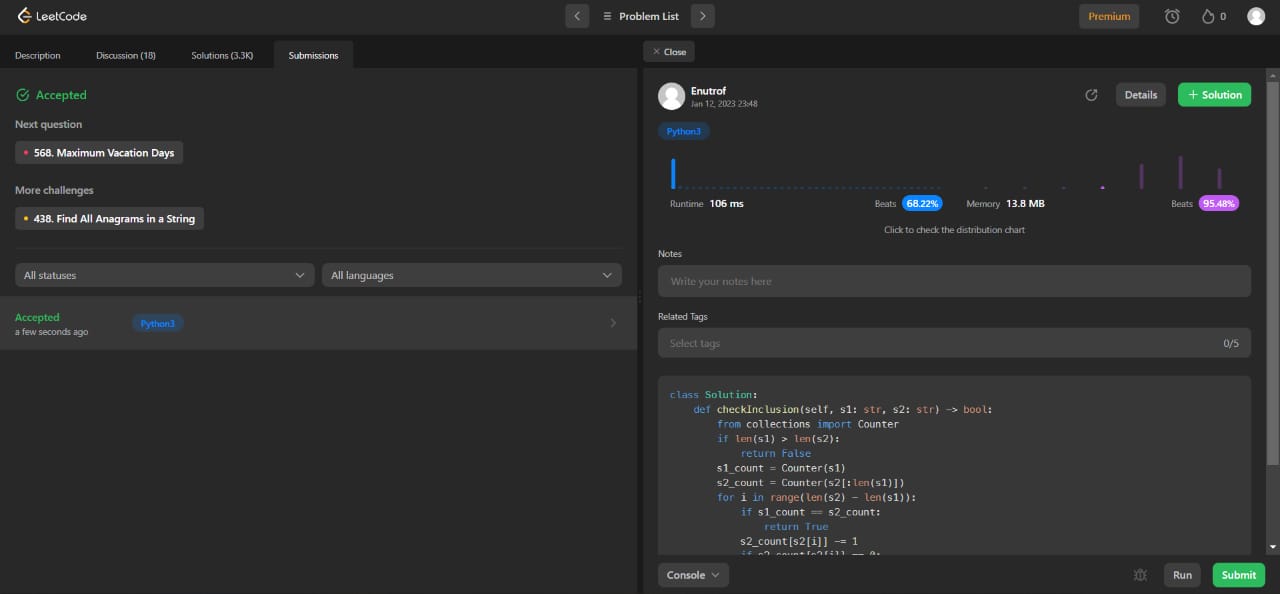 LeetCode
Problem List
Premium
0
Description
Discussion (18)
Solutions (3.3K)
Submissions
Accepted
Next question
568. Maximum Vacation Days
More challenges
438. Find All Anagrams in a String
All statuses
All languages
Accepted
a few seconds ago
Python3
× Close
Enutrof
Jan 12, 2023 23:48
Details
+ Solution
Python3
Runtime 106 ms
Beats 68.22%
Memory 13.8 MB
Beats 95.48%
Click to check the distribution chart
Notes
Write your notes here
Related Tags
Select tags
0/5
class Solution:
    def checkInclusion(self, s1: str, s2: str) -> bool:
        from collections import Counter
        if len(s1) > len(s2):
            return False
        s1_count = Counter(s1)
        s2_count = Counter(s2[:len(s1)])
        for i in range(len(s2) - len(s1)):
            if s1_count == s2_count:
                return True
            s2_count[s2[i]] -= 1
            if s2_count[s2[i]] == 0:
Console
Run
Submit